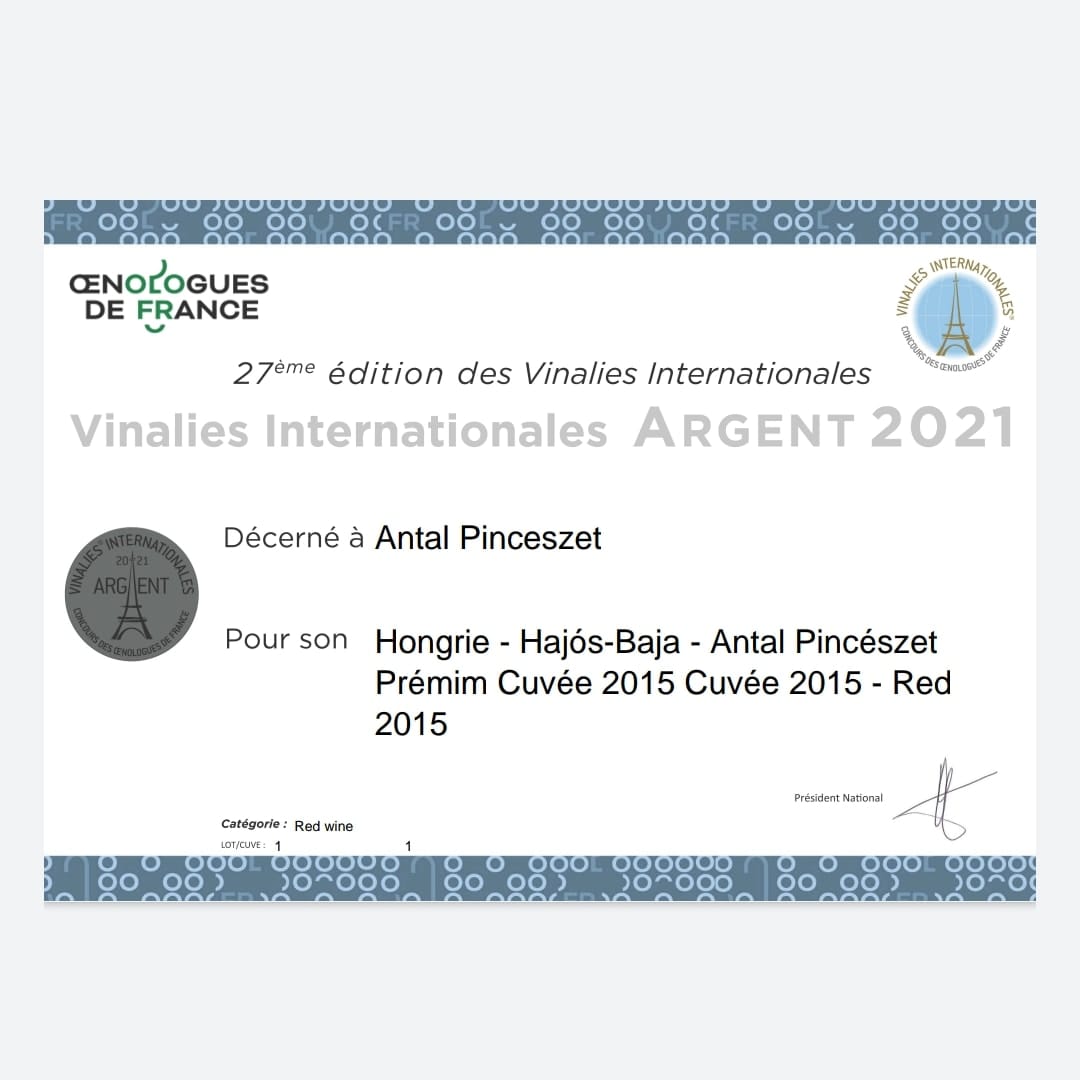 ŒNOLOGUES
DE FRANCE
VINALIES INTERNATIONALES®
CONCOURS DES ŒNOLOGUES DE FRANCE
27ème édition des Vinalies Internationales
Vinalies Internationales ARGENT 2021
VINALIES® INTERNATIONALES
2021
ARGENT
CONCOURS DES ŒNOLOGUES DE FRANCE
Décerné à Antal Pinceszet
Pour son Hongrie - Hajós-Baja - Antal Pincészet
Prémim Cuvée 2015 Cuvée 2015 - Red
2015
Président National
Catégorie : Red wine
LOT/CUVE : 1 1